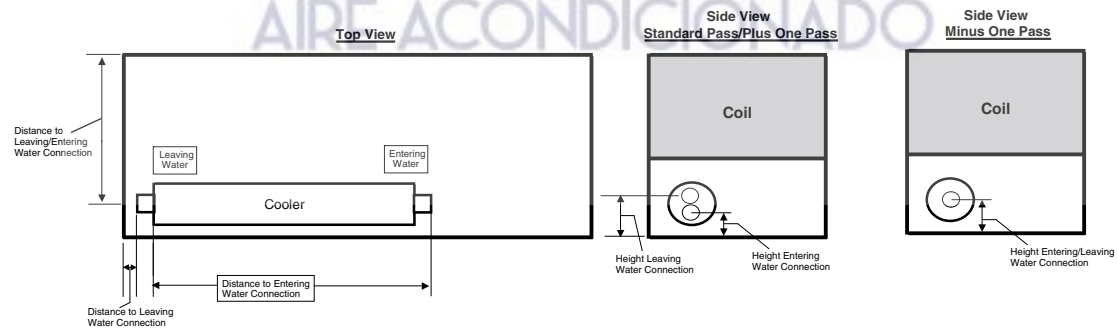 AIRE ACONDICIONADO
Top View
Side View
Standard Pass/Plus One Pass
Side View
Minus One Pass
Distance to
Leaving/Entering
Water Connection
Leaving
Water
Entering
Water
Cooler
Distance to Entering
Water Connection
Distance to Leaving
Water Connection
Coil
Height Leaving
Water Connection
Height Entering
Water Connection
Coil
Height Entering/Leaving
Water Connection